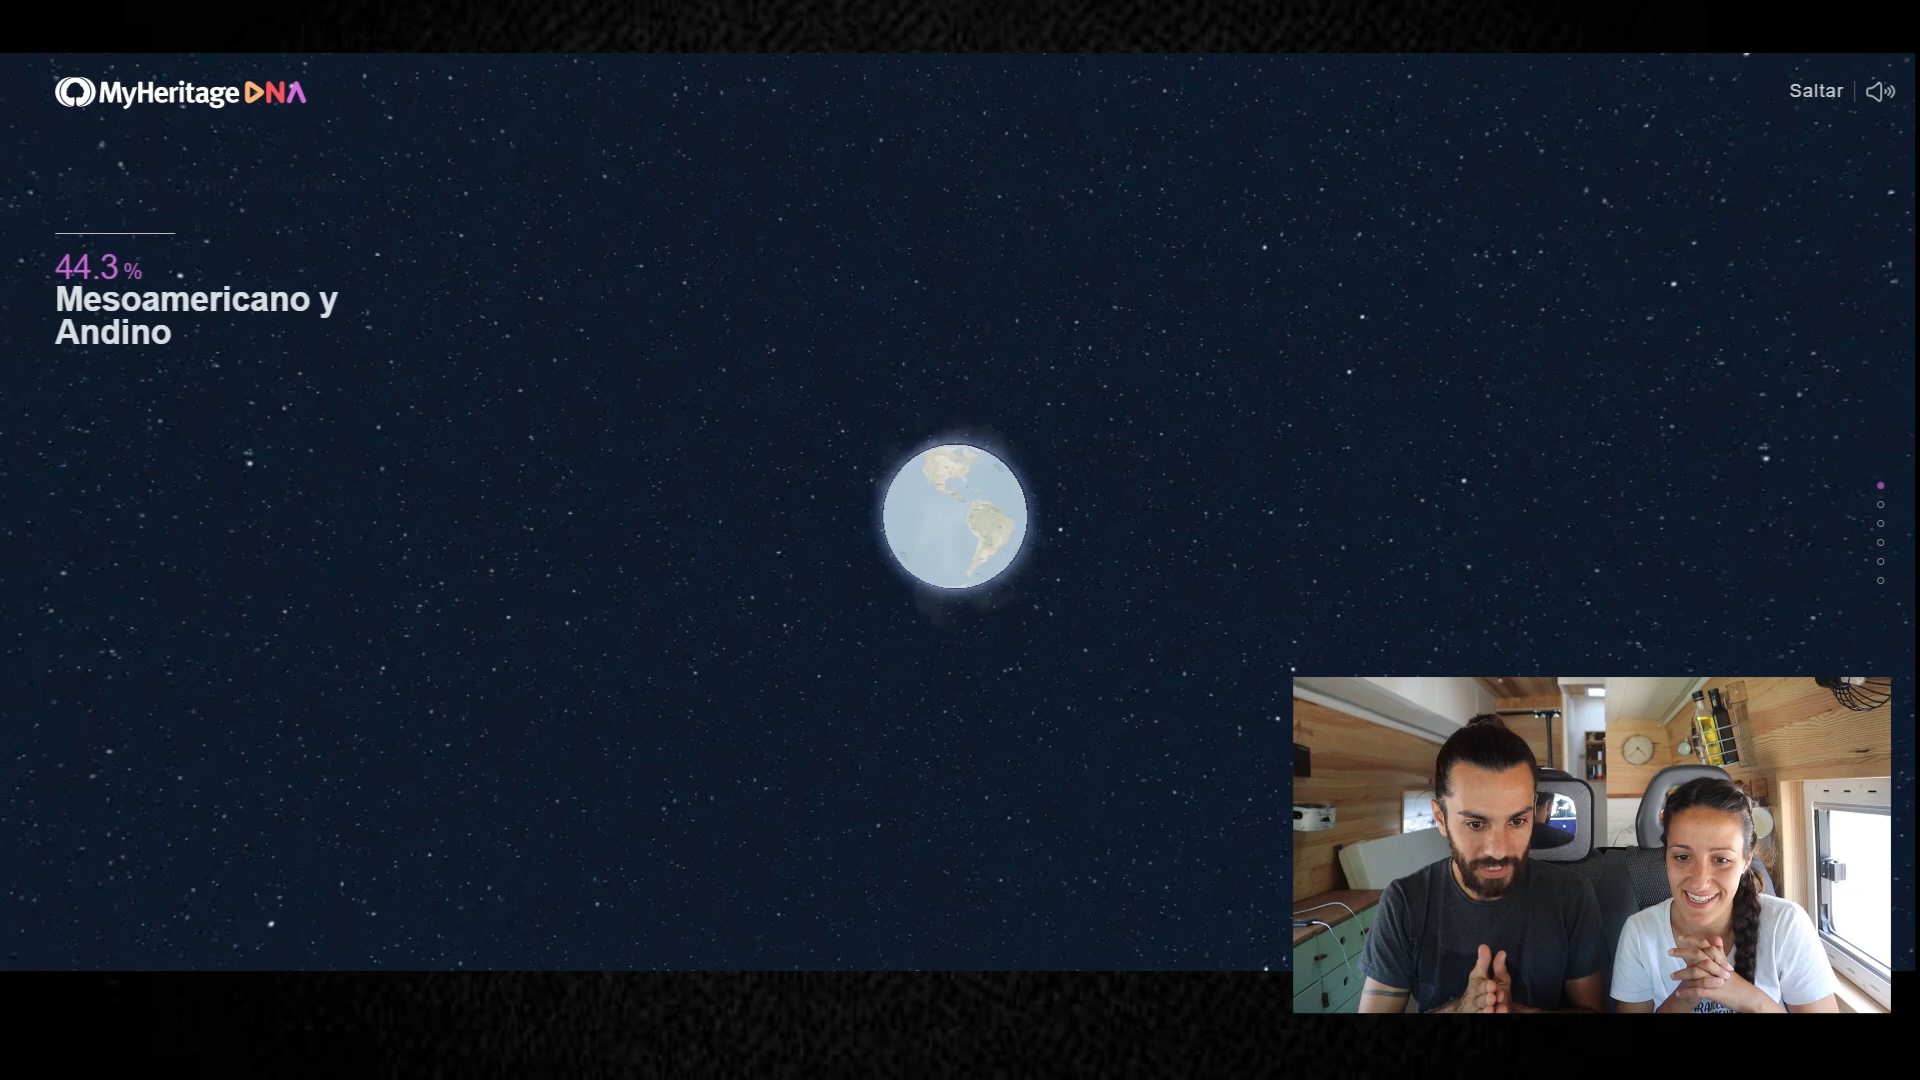 MyHeritage DNA
Saltar
44.3%
Mesoamericano y
Andino